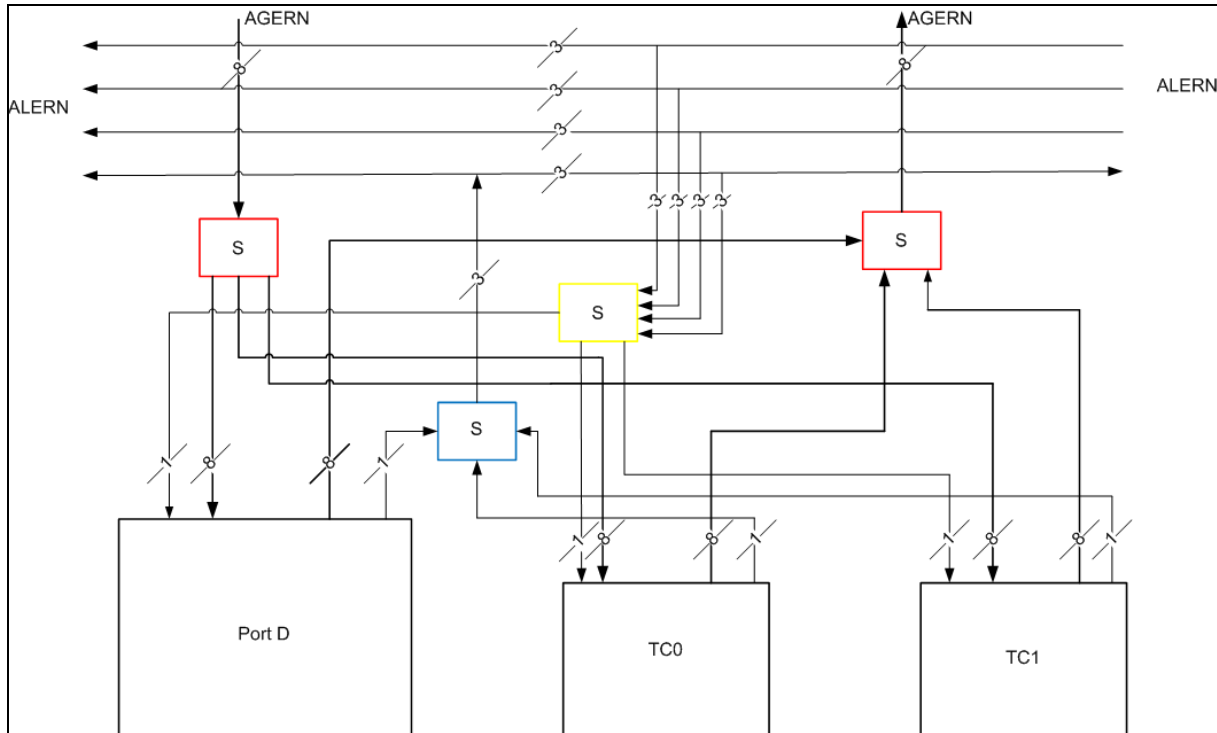 AGERN AGERN
3
8 8
3
ALERN ALERN
3
3
3 3 3 3
S S
3
S
S
1 8 8 1
1 8 8 1 1 8 8 1
Port D TC0 TC1